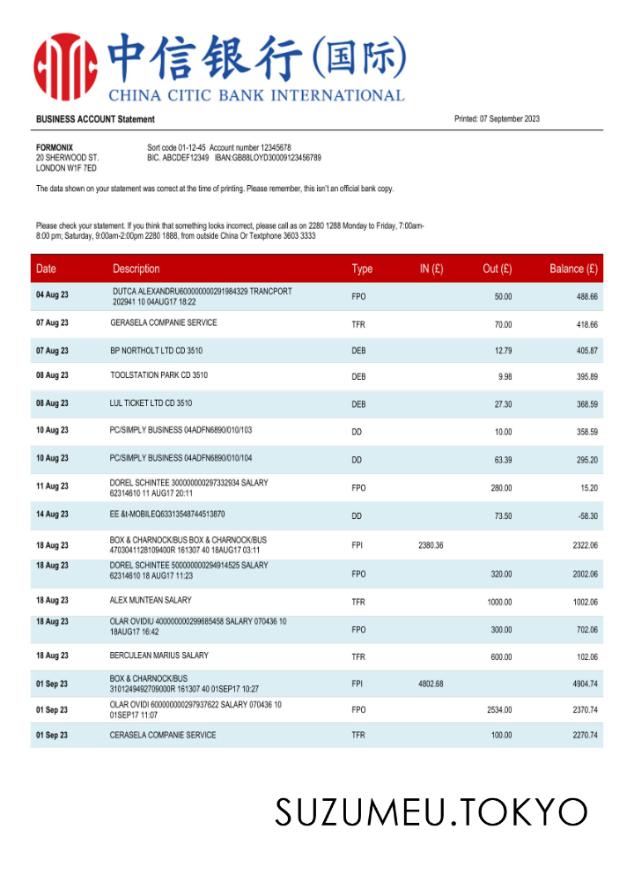 中信银行(国际)
CHINA CITIC BANK INTERNATIONAL
BUSINESS ACCOUNT Statement Printed: 07 September 2023
FORMONIX Sort code 01-12-45 Account number 12345678
20 SHERWOOD ST. BIC. ABCDEF12349 IBAN:GB88LOYD30009123456789
LONDON W1F 7ED
The data shown on your statement was correct at the time of printing. Please remember, this isn't an official bank copy.
Please check your statement. If you think that something looks incorrect, please call as on 2280 1288 Monday to Friday, 7:00am-
8:00 pm; Saturday, 9:00am-2:00pm 2280 1888, from outside China Or Textphone 3603 3333
Date Description Type IN (£) Out (£) Balance (£)
04 Aug 23 DUTCA ALEXANDRU600000000291984329 TRANCPORT
202941 10 04AUG17 18:22 FPO 50.00 488.66
07 Aug 23 GERASELA COMPANIE SERVICE TFR 70.00 418.66
07 Aug 23 BP NORTHOLT LTD CD 3510 DEB 12.79 405.87
08 Aug 23 TOOLSTATION PARK CD 3510 DEB 9.98 395.89
08 Aug 23 LUL TICKET LTD CD 3510 DEB 27.30 368.59
10 Aug 23 PC/SIMPLY BUSINESS 04ADFN6890/010/103 DD 10.00 358.59
10 Aug 23 PC/SIMPLY BUSINESS 04ADFN6890/010/104 DD 63.39 295.20
11 Aug 23 DOREL SCHINTEE 300000000297332934 SALARY
62314610 11 AUG17 20:11 FPO 280.00 15.20
14 Aug 23 EE &t-MOBILEQ63313548744513870 DD 73.50 -58.30
18 Aug 23 BOX & CHARNOCK/BUS BOX & CHARNOCK/BUS
4703041128109400R 161307 40 18AUG17 03:11 FPI 2380.36 2322.06
18 Aug 23 DOREL SCHINTEE 500000000294914525 SALARY
62314610 18 AUG17 11:23 FPO 320.00 2002.06
18 Aug 23 ALEX MUNTEAN SALARY TFR 1000.00 1002.06
18 Aug 23 OLAR OVIDIU 400000000299685458 SALARY 070436 10
18AUG17 16:42 FPO 300.00 702.06
18 Aug 23 BERCULEAN MARIUS SALARY TFR 600.00 102.06
01 Sep 23 BOX & CHARNOCK/BUS
3101249492709000R 161307 40 01SEP17 10:27 FPI 4802.68 4904.74
01 Sep 23 OLAR OVIDI 600000000297937622 SALARY 070436 10
01SEP17 11:07 FPO 2534.00 2370.74
01 Sep 23 CERASELA COMPANIE SERVICE TFR 100.00 2270.74
SUZUMEU.TOKYO